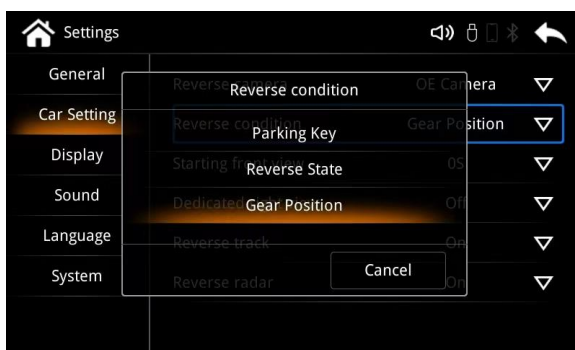 Settings
General
Car Setting
Display
Sound
Language
System
Reverse camera OE Camera
Reverse condition Gear Position
Starting front view 0S
Dedicated Off
Reverse track On
Reverse radar On
Reverse condition
Parking Key
Reverse State
Gear Position
Cancel